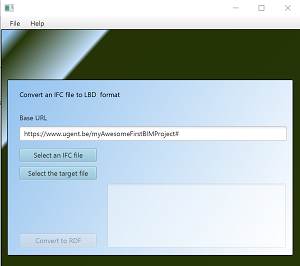 File Help
Convert an IFC file to LBD format
Base URL
https://www.ugent.be/myAwesomeFirstBIMProject#
Select an IFC file
Select the target file
Convert to RDF